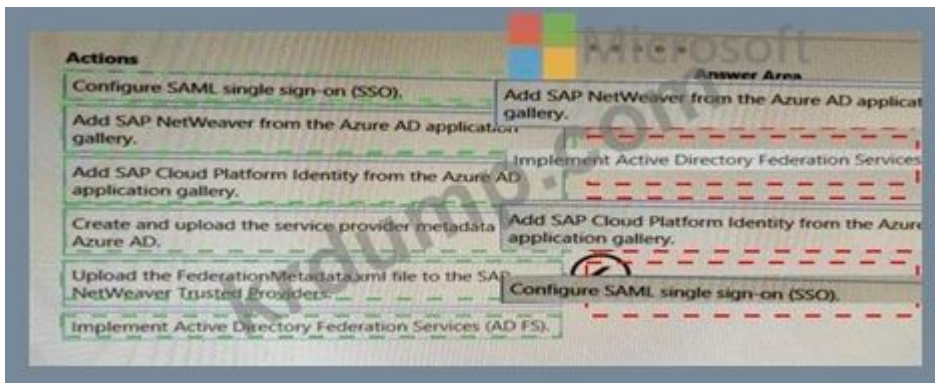 Microsoft
Actions
Answer Area
Configure SAML single sign-on (SSO).
Add SAP NetWeaver from the Azure AD application
gallery.
Add SAP Cloud Platform Identity from the Azure AD
application gallery.
Create and upload the service provider metadata
Azure AD.
Upload the FederationMetadata.xml file to the SAP
NetWeaver Trusted Providers.
Implement Active Directory Federation Services (AD FS).
Add SAP NetWeaver from the Azure AD applicat
gallery.
Implement Active Directory Federation Services
Add SAP Cloud Platform Identity from the Azure
application gallery.
Configure SAML single sign-on (SSO).
krdump.com